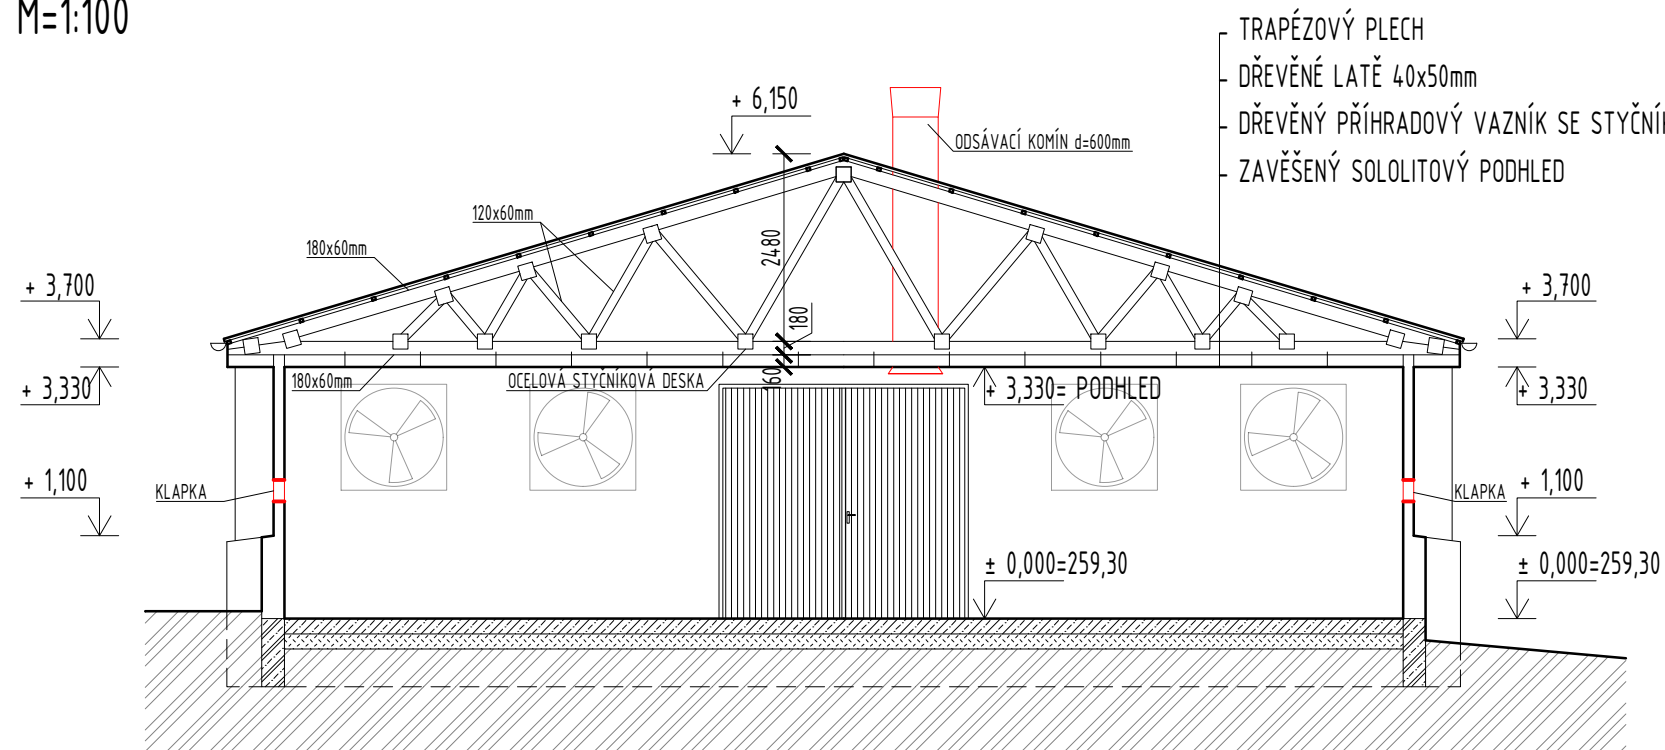 M=1:100
TRAPÉZOVÝ PLECH
DŘEVĚNÉ LATĚ 40x50mm
DŘEVĚNÝ PŘÍHRADOVÝ VAZNÍK SE
ZAVĚŠENÝ SOLOLITOVÝ PODHLED
+ 6,150
ODSÁVACÍ KOMÍN d=600mm
120x60mm
180x60mm
2480
180
160
+ 3,700
+ 3,700
180x60mm
OCELOVÁ STYČNÍKOVÁ DESKA
+ 3,330
+ 3,330= PODHLED
+ 3,330
+ 1,100
KLAPKA
KLAPKA
+ 1,100
± 0,000=259,30
± 0,000=259,30